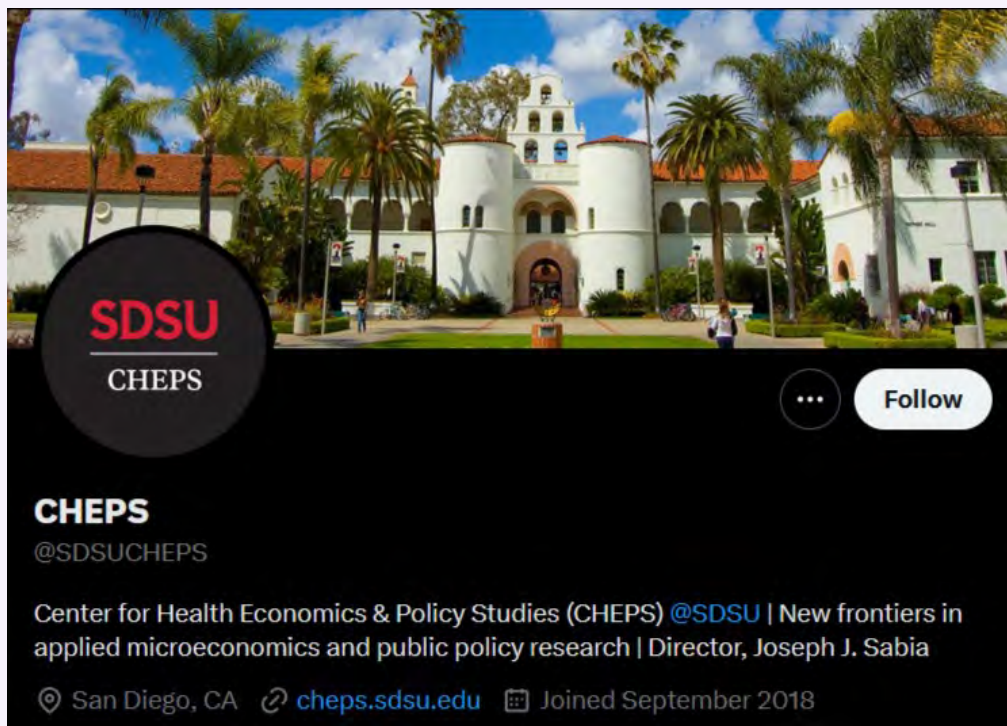 SDSU
CHEPS
Follow
CHEPS
@SDSUCHEPS
Center for Health Economics & Policy Studies (CHEPS) @SDSU | New frontiers in
applied microeconomics and public policy research | Director, Joseph J. Sabia
San Diego, CA cheps.sdsu.edu Joined September 2018